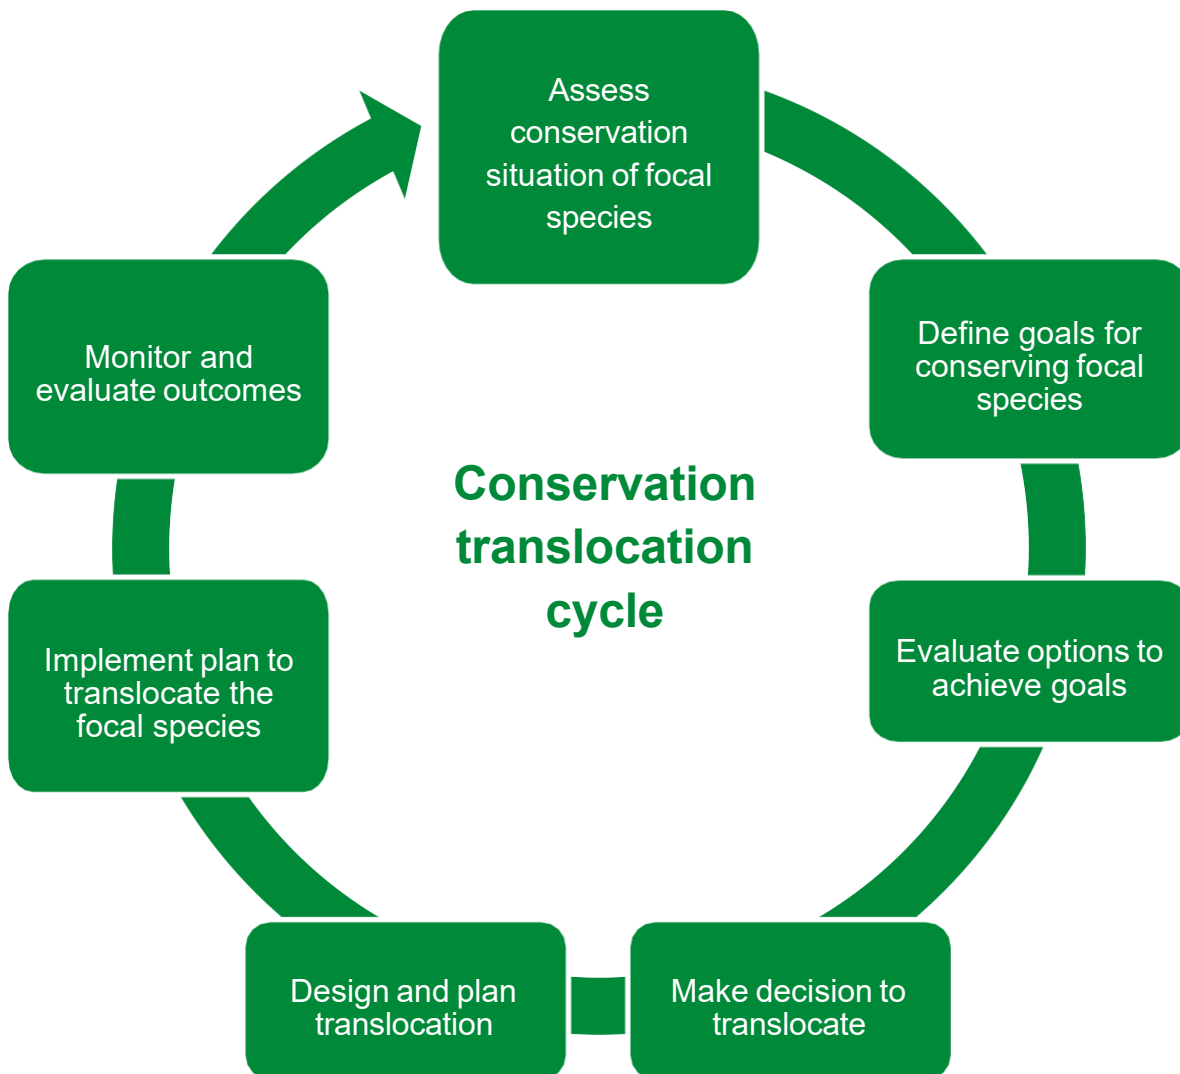 Assess
conservation
situation of focal
species
Define goals for
conserving focal
species
Evaluate options to
achieve goals
Make decision to
translocate
Design and plan
translocation
Implement plan to
translocate the
focal species
Monitor and
evaluate outcomes
Conservation
translocation
cycle